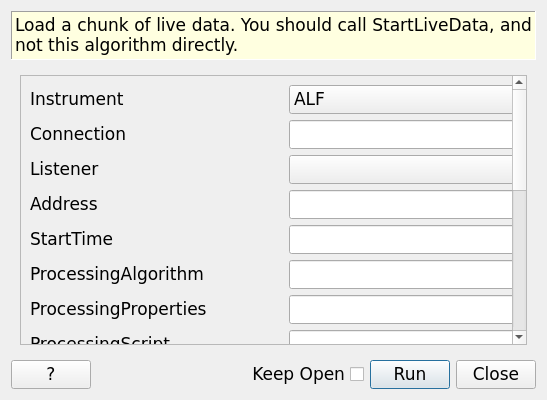 Load a chunk of live data. You should call StartLiveData, and
not this algorithm directly.
Instrument
ALF
Connection
Listener
Address
StartTime
ProcessingAlgorithm
ProcessingProperties
ProcessingScript
?
Keep Open
Run
Close